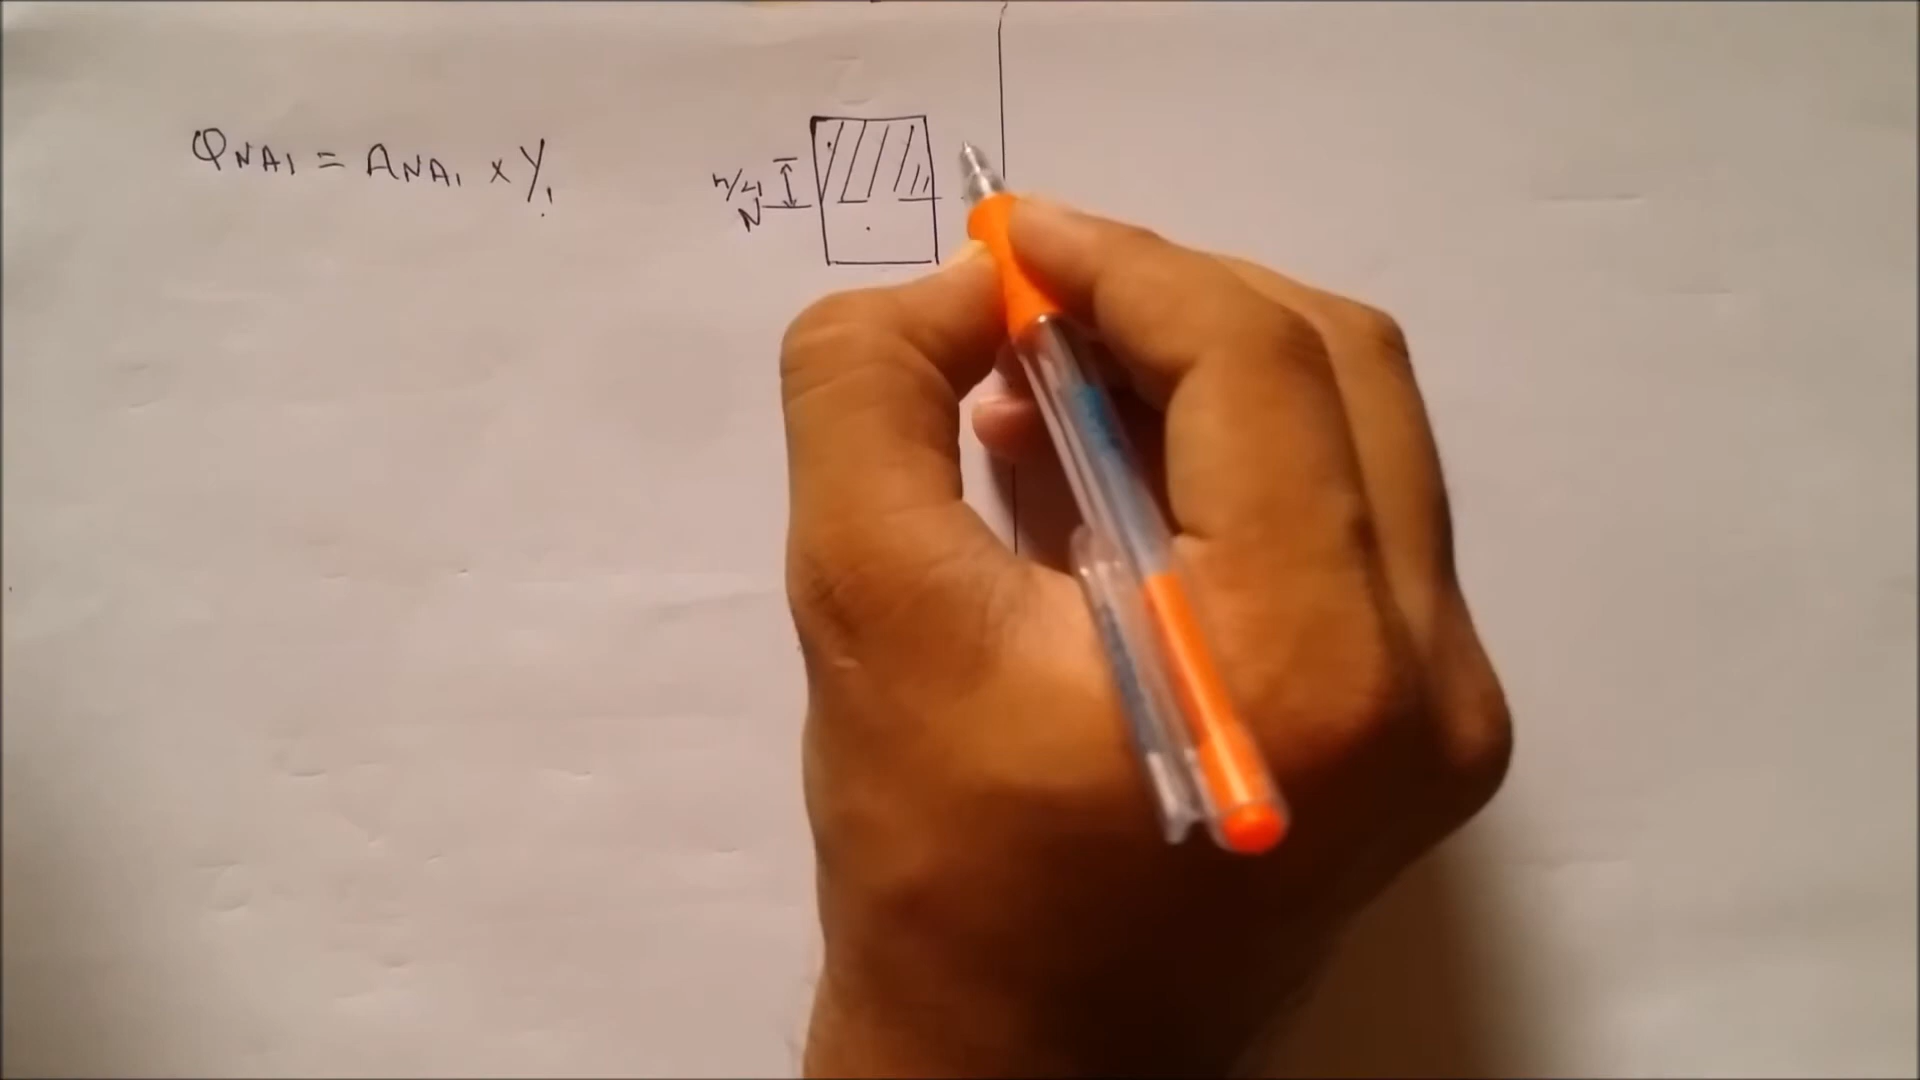 QNA1 = ANA1 × Y1
h/4
N